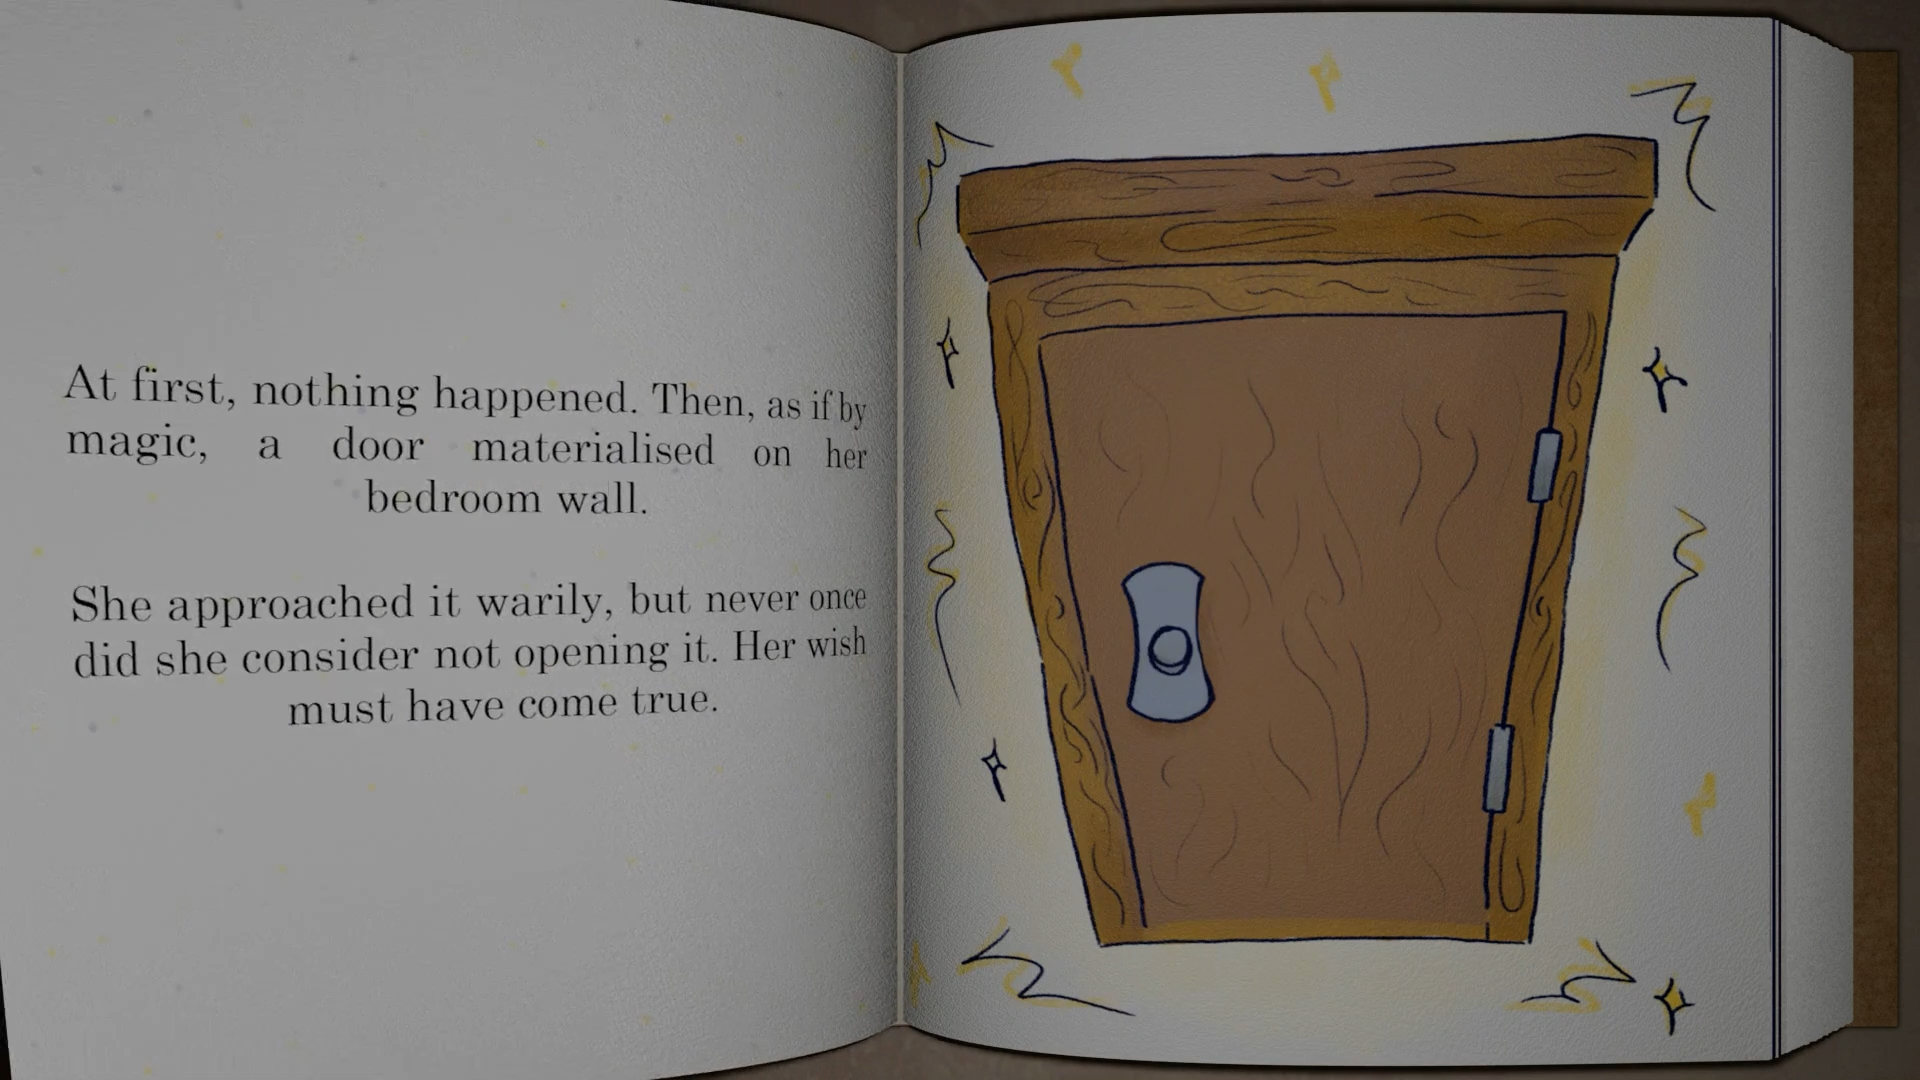 At first, nothing happened. Then, as if by
magic, a door materialised on her
bedroom wall.
She approached it warily, but never once
did she consider not opening it. Her wish
must have come true.